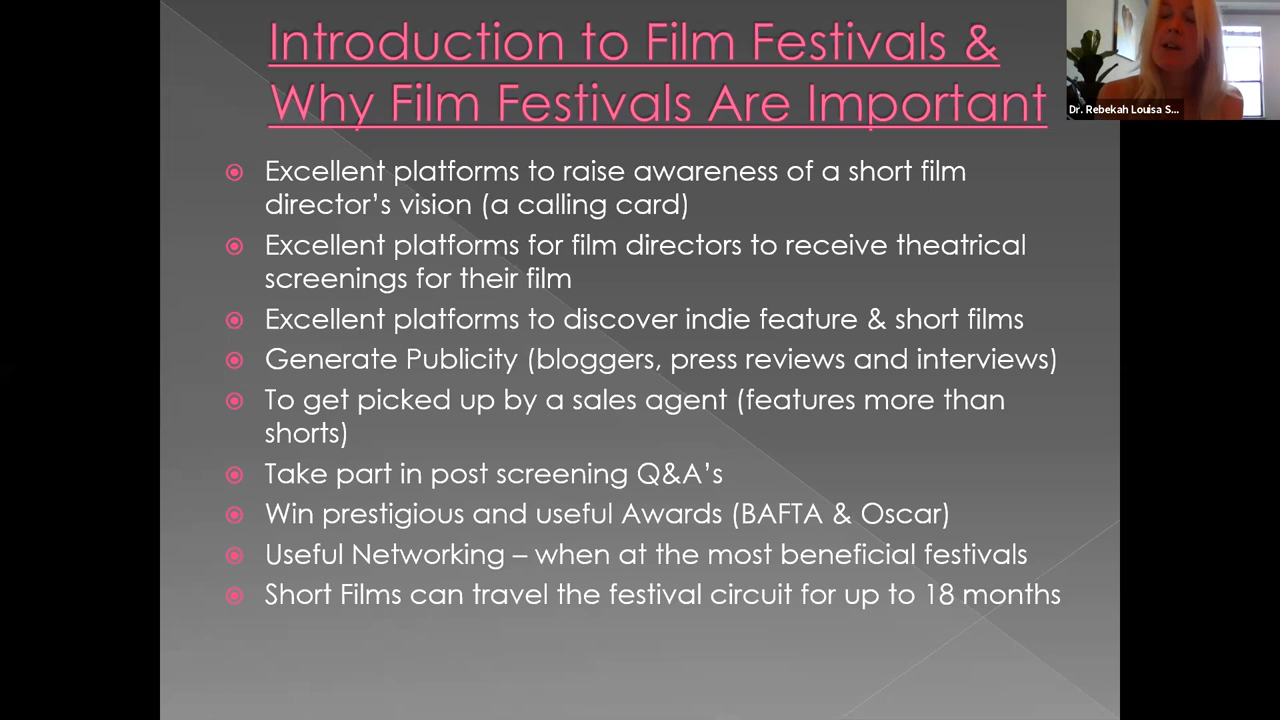 Introduction to Film Festivals &
Why Film Festivals Are Important
Dr. Rebekah Louisa S...
Excellent platforms to raise awareness of a short film
director’s vision (a calling card)
Excellent platforms for film directors to receive theatrical
screenings for their film
Excellent platforms to discover indie feature & short films
Generate Publicity (bloggers, press reviews and interviews)
To get picked up by a sales agent (features more than
shorts)
Take part in post screening Q&A’s
Win prestigious and useful Awards (BAFTA & Oscar)
Useful Networking – when at the most beneficial festivals
Short Films can travel the festival circuit for up to 18 months